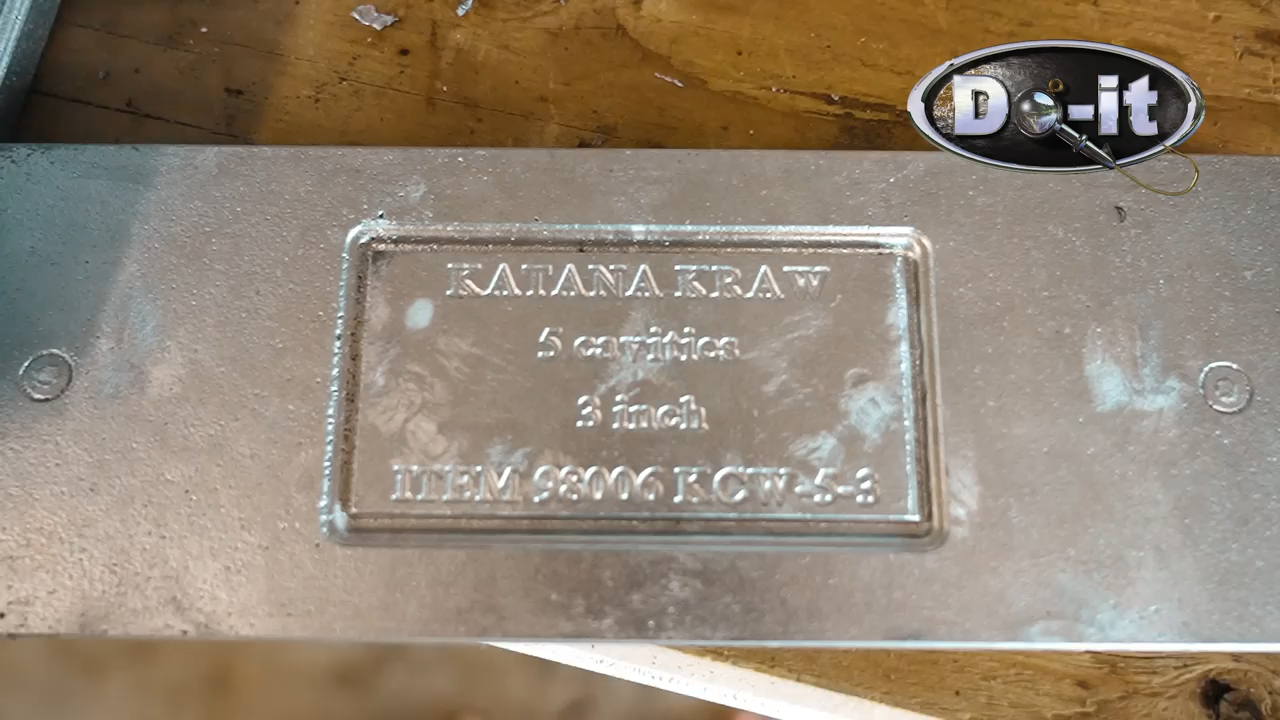 Do-it
KATANA KRAW
5 cavities
3 inch
ITEM 98006 KCW-5-3